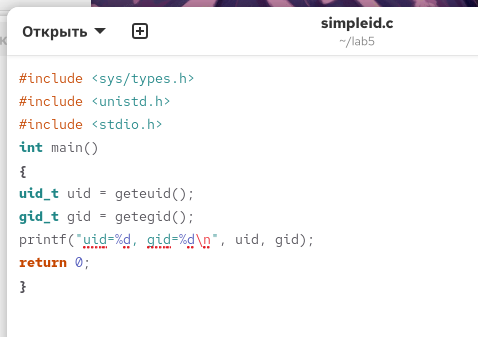 Открыть
simpleid.c
~/lab5
#include <sys/types.h>
#include <unistd.h>
#include <stdio.h>
int main()
{
uid_t uid = geteuid();
gid_t gid = getegid();
printf("uid=%d, gid=%d\n", uid, gid);
return 0;
}